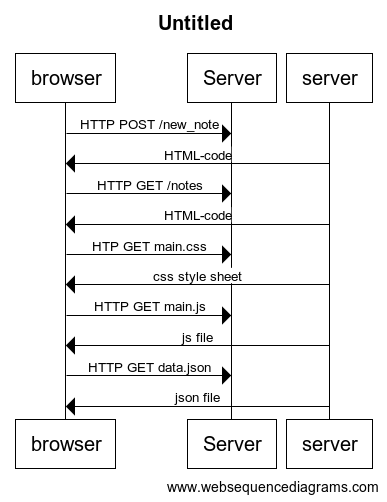 Untitled
browser Server server
HTTP POST /new_note
HTML-code
HTTP GET /notes
HTML-code
HTP GET main.css
css style sheet
HTTP GET main.js
js file
HTTP GET data.json
json file
browser Server server
www.websequencediagrams.com